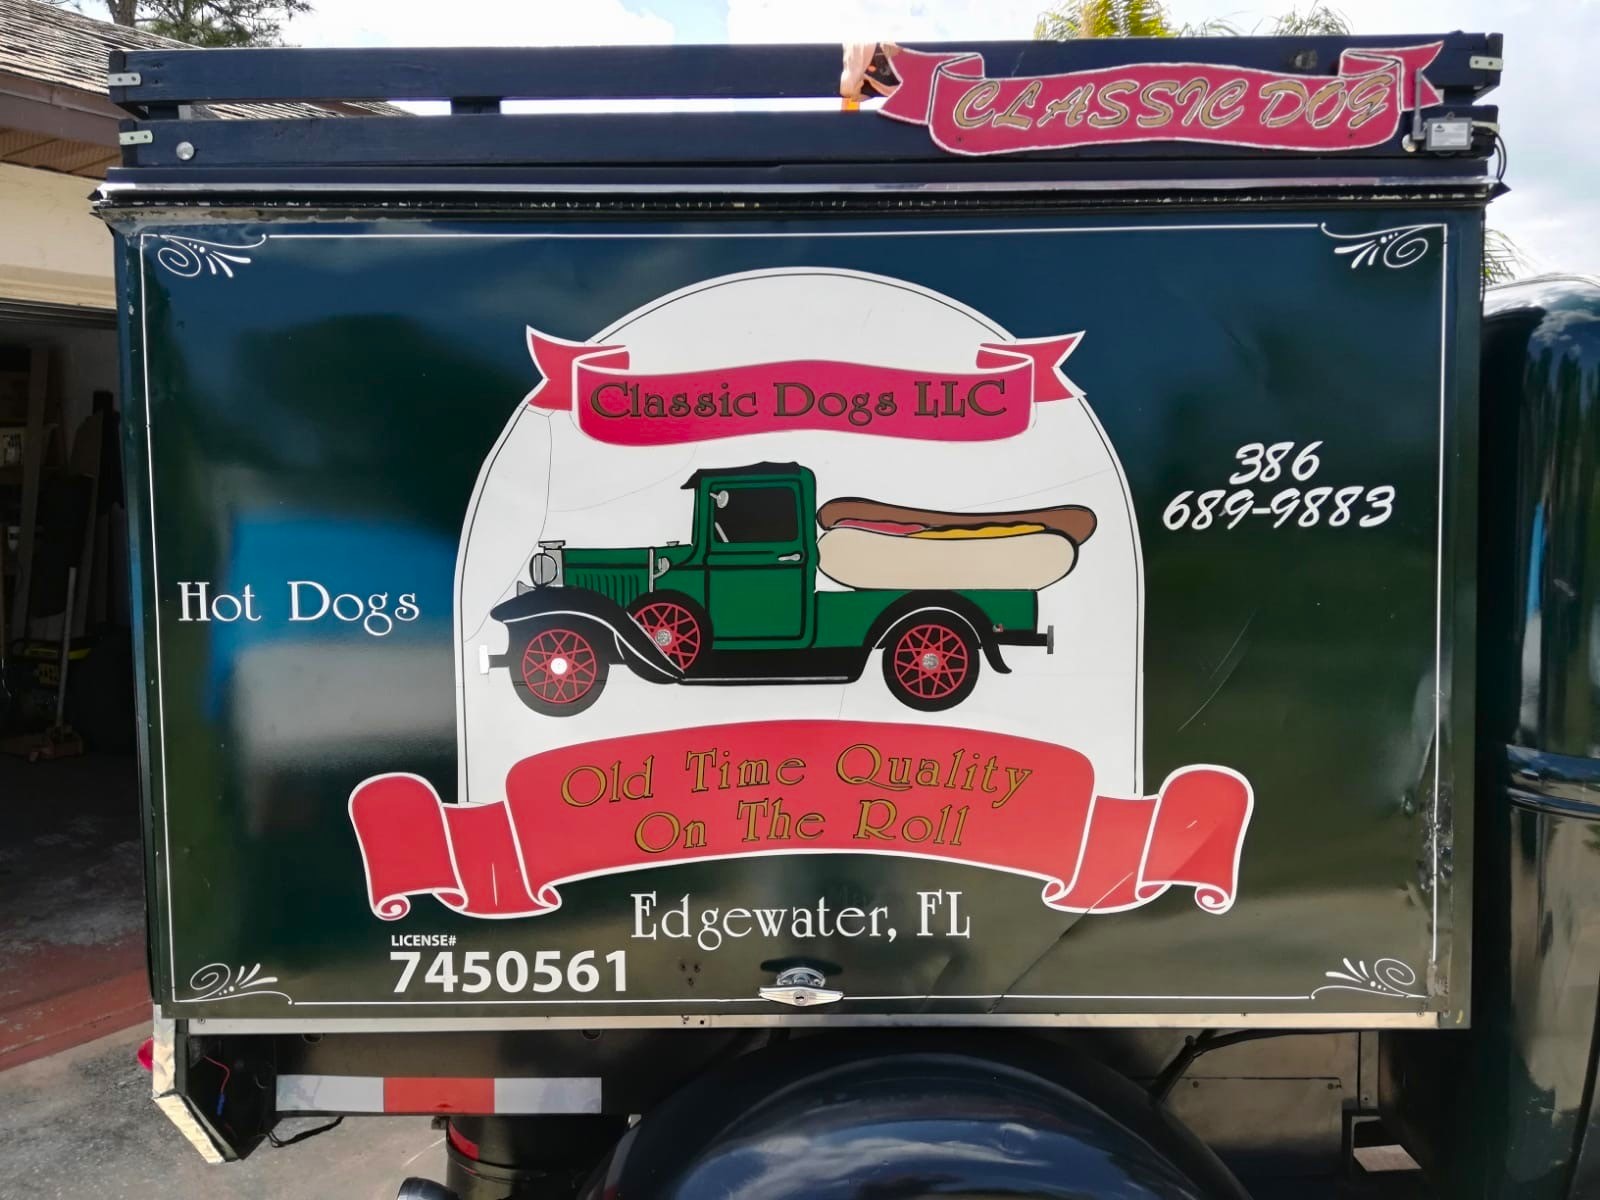 CLASSIC DOG
Classic Dogs LLC
386
689-9883
Hot Dogs
Old Time Quality
On The Roll
Edgewater, FL
LICENSE#
7450561